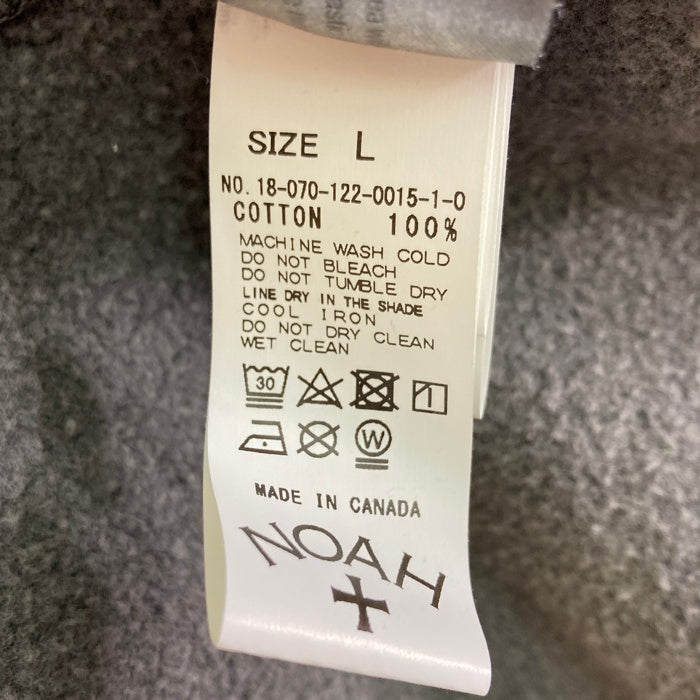 SIZE L
NO. 18-070-122-0015-1-0
COTTON 100%
MACHINE WASH COLD
DO NOT BLEACH
DO NOT TUMBLE DRY
LINE DRY IN THE SHADE
COOL IRON
DO NOT DRY CLEAN
WET CLEAN
30
W
MADE IN CANADA
NOAH